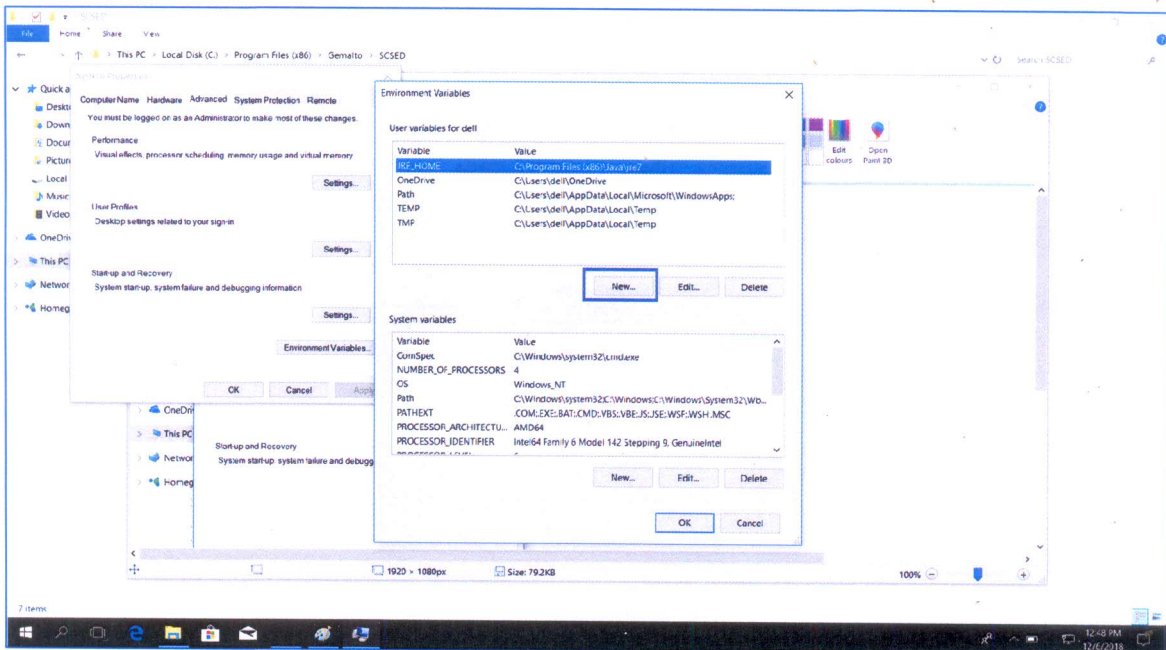 File Home Share View
This PC > Local Disk (C:) > Program Files (x86) > Gemalto > SCSED
Search SCSED
Quick a
Deskt
Down
Docur
Pictur
Local
Music
Video
OneDriv
This PC
Networ
Homeg
Computer Name Hardware Advanced System Protection Remote
You must be logged on as an Administrator to make most of these changes.
Performance
Visual effects, processor scheduling, memory usage and virtual memory
Settings...
User Profiles
Desktop settings related to your sign-in
Settings...
Start-up and Recovery
System start-up, system failure and debugging information
Settings...
Environment Variables...
OK Cancel Apply
Environment Variables
User variables for dell
Variable Value
JRE_HOME C:\Program Files (x86)\Java\jre7
OneDrive C:\Users\dell\OneDrive
Path C:\Users\dell\AppData\Local\Microsoft\WindowsApps;
TEMP C:\Users\dell\AppData\Local\Temp
TMP C:\Users\dell\AppData\Local\Temp
New... Edit... Delete
System variables
Variable Value
ComSpec C:\Windows\system32\cmd.exe
NUMBER_OF_PROCESSORS 4
OS Windows_NT
Path C:\Windows\system32;C:\Windows;C:\Windows\System32\Wb...
PATHEXT .COM;.EXE;.BAT;.CMD;.VBS;.VBE;.JS;.JSE;.WSF;.WSH;.MSC
PROCESSOR_ARCHITECTU... AMD64
PROCESSOR_IDENTIFIER Intel64 Family 6 Model 142 Stepping 9, GenuineIntel
New... Edit... Delete
OK Cancel
Edit colours
Open Paint 3D
OneDri
This PC
Networ
Homeg
Start-up and Recovery
System start-up, system failure and debugg
1920 × 1080px Size: 79.2KB 100%
7 items
12:48 PM
12/6/2018